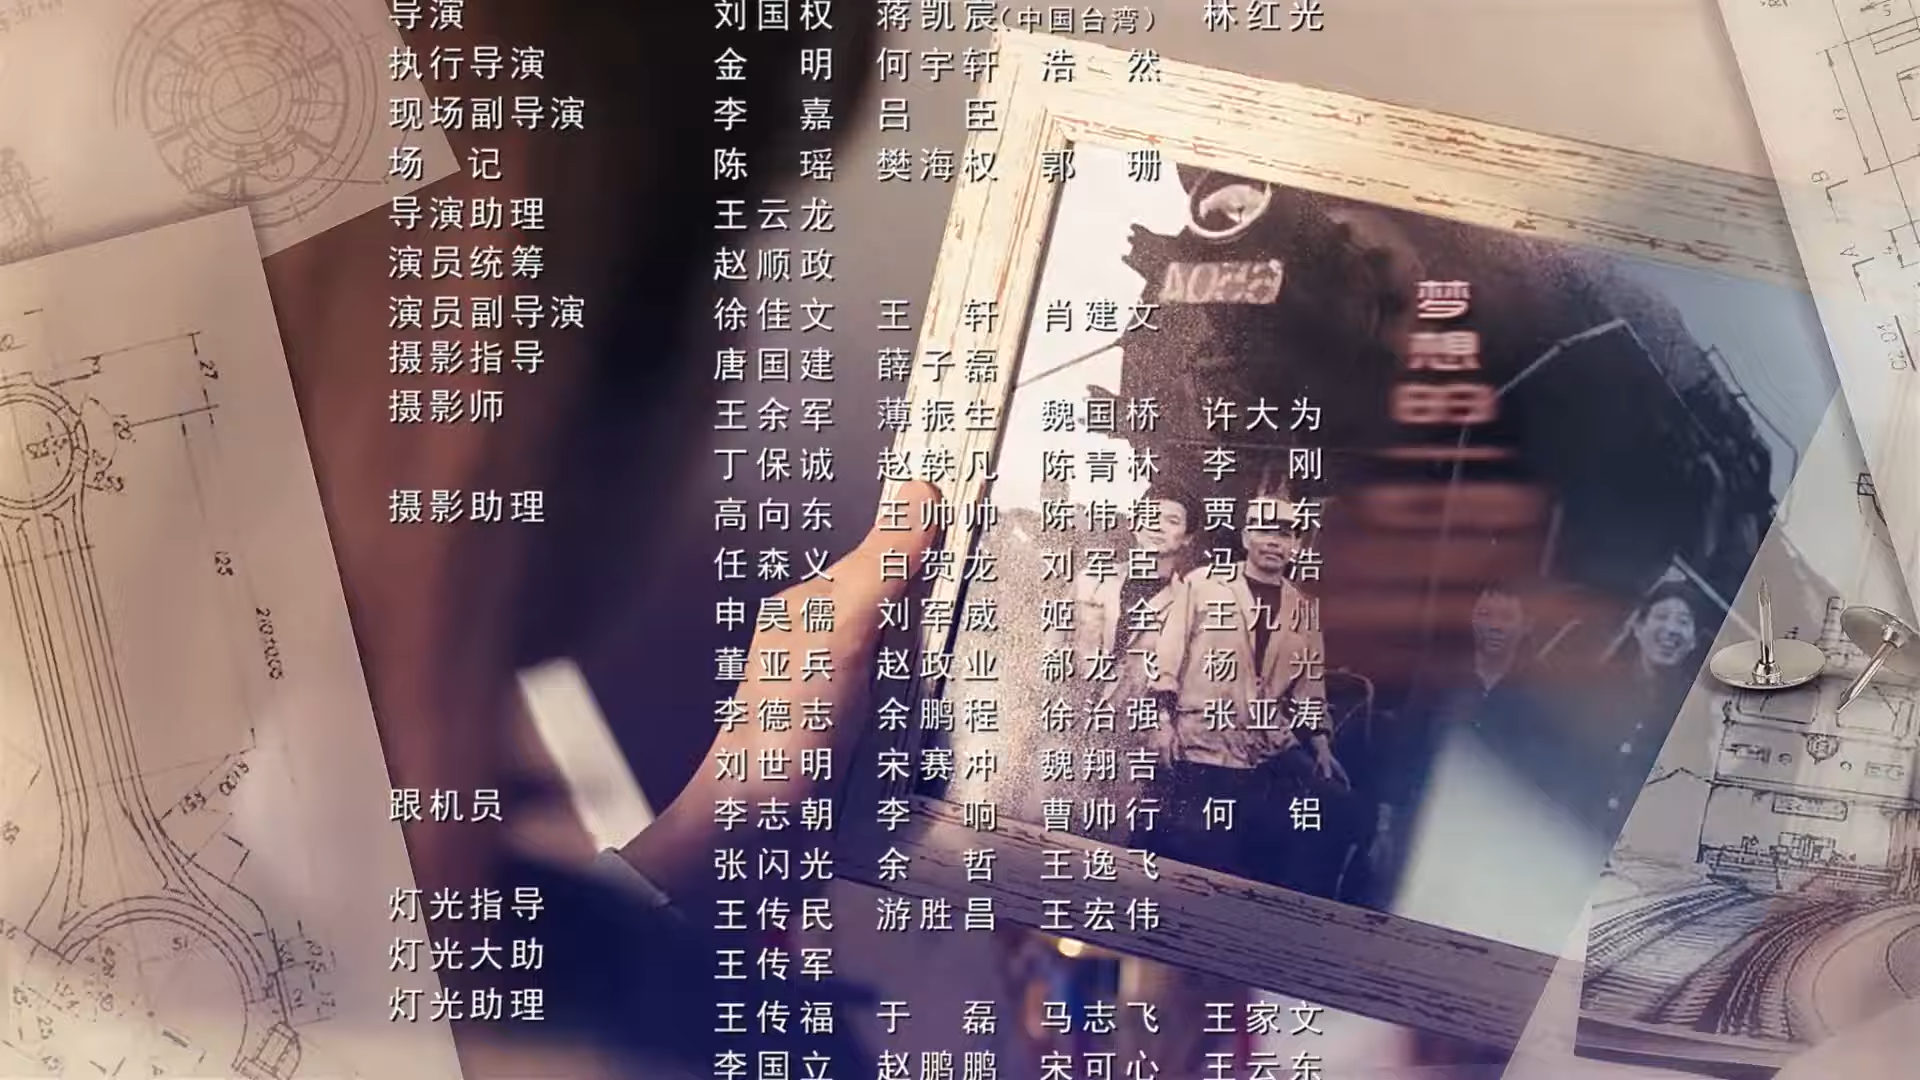 导演 刘国权 蒋凯宸(中国台湾) 林红光
执行导演 金明 何宇轩 浩然
现场副导演 李嘉 吕臣
场记 陈瑶 樊海权 郭珊
导演助理 王云龙
演员统筹 赵顺政
演员副导演 徐佳文 王轩 肖建文
摄影指导 唐国建 薛子磊
摄影师 王余军 薄振生 魏国桥 许大为
丁保诚 赵轶凡 陈青林 李刚
摄影助理 高向东 王帅帅 陈伟捷 贾卫东
任森义 白贺龙 刘军臣 冯浩
申昊儒 刘军威 姬全 王九州
董亚兵 赵政业 郗龙飞 杨光
李德志 余鹏程 徐治强 张亚涛
刘世明 宋赛冲 魏翔吉
跟机员 李志朝 李响 曹帅行 何铝
张闪光 余哲 王逸飞
灯光指导 王传民 游胜昌 王宏伟
灯光大助 王传军
灯光助理 王传福 于磊 马志飞 王家文
李国立 赵鹏鹏 宋可心 王云东
梦想的